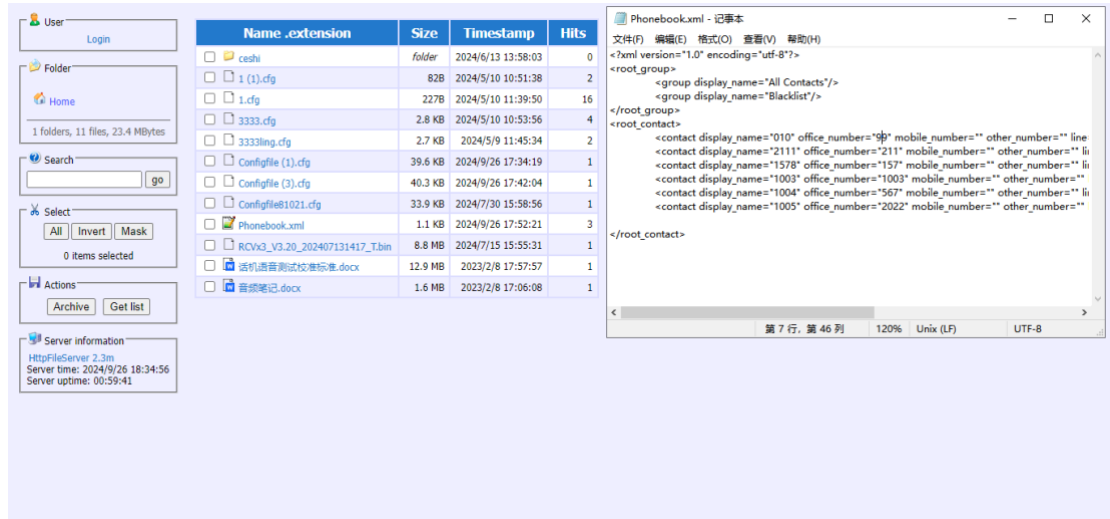 User
Login
Folder
Home
1 folders, 11 files, 23.4 MBytes
Search
go
Select
All Invert Mask
0 items selected
Actions
Archive Get list
Server information
HttpFileServer 2.3m
Server time: 2024/9/26 18:34:56
Server uptime: 00:59:41
Name .extension Size Timestamp Hits
ceshi folder 2024/6/13 13:58:03 0
1 (1).cfg 82B 2024/5/10 10:51:38 2
1.cfg 227B 2024/5/10 11:39:50 16
3333.cfg 2.8 KB 2024/5/10 10:53:56 4
3333ling.cfg 2.7 KB 2024/5/9 11:45:34 2
Configfile (1).cfg 39.6 KB 2024/9/26 17:34:19 1
Configfile (3).cfg 40.3 KB 2024/9/26 17:42:04 1
Configfile81021.cfg 33.9 KB 2024/7/30 15:58:56 1
Phonebook.xml 1.1 KB 2024/9/26 17:52:21 3
RCVx3_V3.20_202407131417_T.bin 8.8 MB 2024/7/15 15:55:31 1
话机语音测试校准标准.docx 12.9 MB 2023/2/8 17:57:57 1
音频笔记.docx 1.6 MB 2023/2/8 17:06:08 1
Phonebook.xml - 记事本
文件(F) 编辑(E) 格式(O) 查看(V) 帮助(H)
<?xml version="1.0" encoding="utf-8"?>
<root_group>
<group display_name="All Contacts"/>
<group display_name="Blacklist"/>
</root_group>
<root_contact>
<contact display_name="010" office_number="99" mobile_number="" other_number="" line
<contact display_name="2111" office_number="211" mobile_number="" other_number="" li
<contact display_name="1578" office_number="157" mobile_number="" other_number="" li
<contact display_name="1003" office_number="1003" mobile_number="" other_number=""
<contact display_name="1004" office_number="567" mobile_number="" other_number="" li
<contact display_name="1005" office_number="2022" mobile_number="" other_number=""
</root_contact>
第 7 行，第 46 列 120% Unix (LF) UTF-8